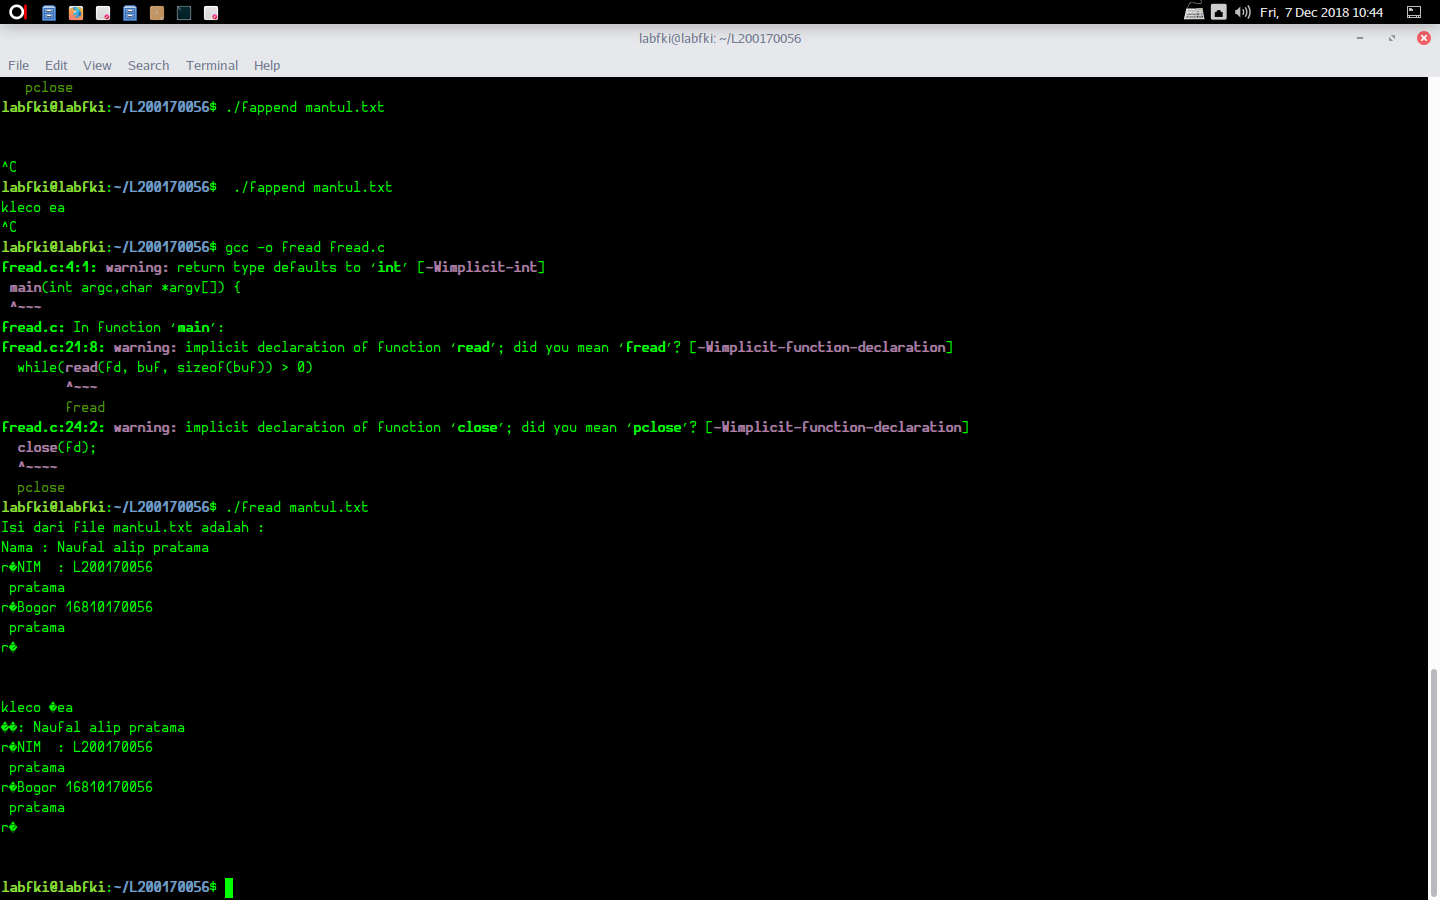 Fri, 7 Dec 2018 10:44
labfki@labfki: ~/L200170056
File Edit View Search Terminal Help
   pclose
labfki@labfki:~/L200170056$ ./fappend mantul.txt
^C
labfki@labfki:~/L200170056$  ./fappend mantul.txt
kleco ea
^C
labfki@labfki:~/L200170056$ gcc -o fread fread.c
fread.c:4:1: warning: return type defaults to ‘int’ [-Wimplicit-int]
 main(int argc,char *argv[]) {
 ^~~~
fread.c: In function ‘main’:
fread.c:21:8: warning: implicit declaration of function ‘read’; did you mean ‘fread’? [-Wimplicit-function-declaration]
  while(read(fd, buf, sizeof(buf)) > 0)
        ^~~~
        fread
fread.c:24:2: warning: implicit declaration of function ‘close’; did you mean ‘pclose’? [-Wimplicit-function-declaration]
  close(fd);
  ^~~~~
  pclose
labfki@labfki:~/L200170056$ ./fread mantul.txt
Isi dari file mantul.txt adalah :
Nama : Naufal alip pratama
r�NIM  : L200170056
 pratama
r�Bogor 16810170056
 pratama
r�
kleco �ea
��: Naufal alip pratama
r�NIM  : L200170056
 pratama
r�Bogor 16810170056
 pratama
r�
labfki@labfki:~/L200170056$